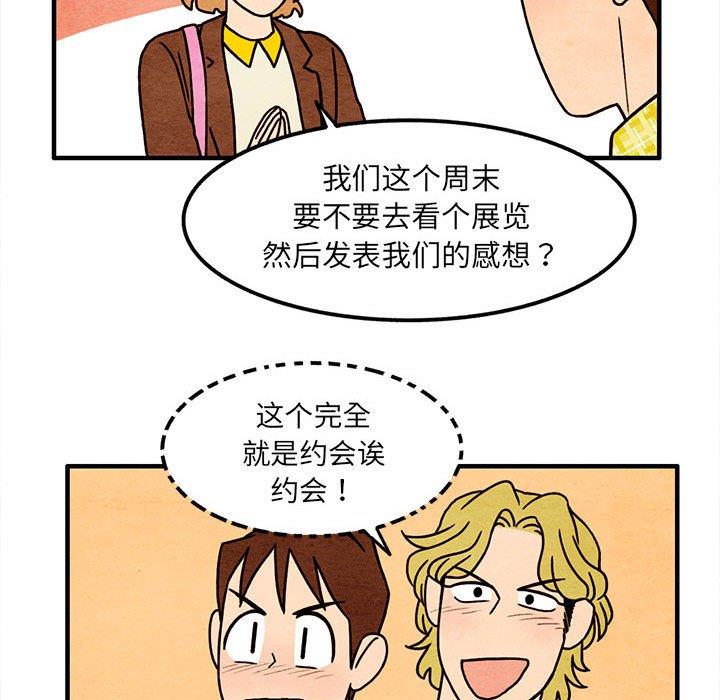 我们这个周末
要不要去看个展览
然后发表我们的感想？
这个完全
就是约会诶
约会！